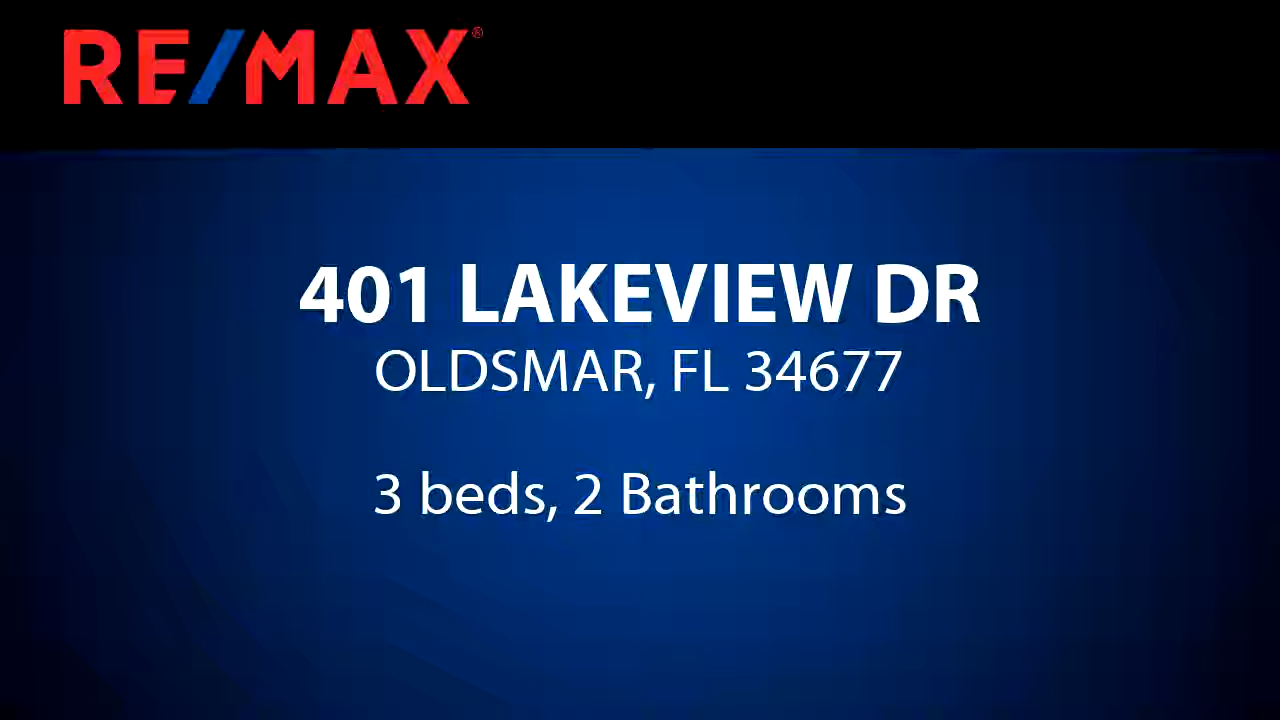 RE/MAX®
401 LAKEVIEW DR
OLDSMAR, FL 34677
3 beds, 2 Bathrooms